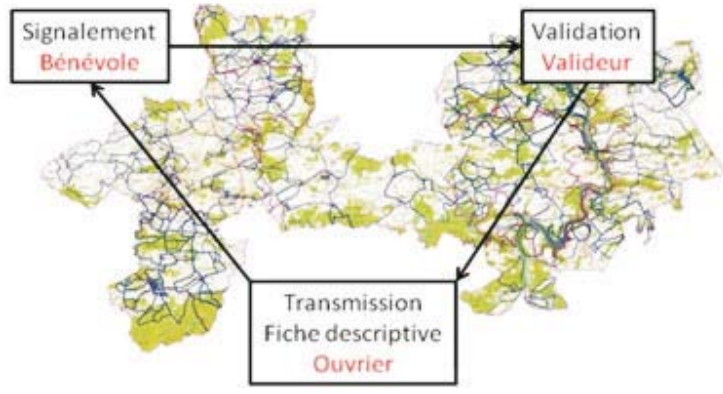 Signalement
Bénévole
Validation
Valideur
Transmission
Fiche descriptive
Ouvrier